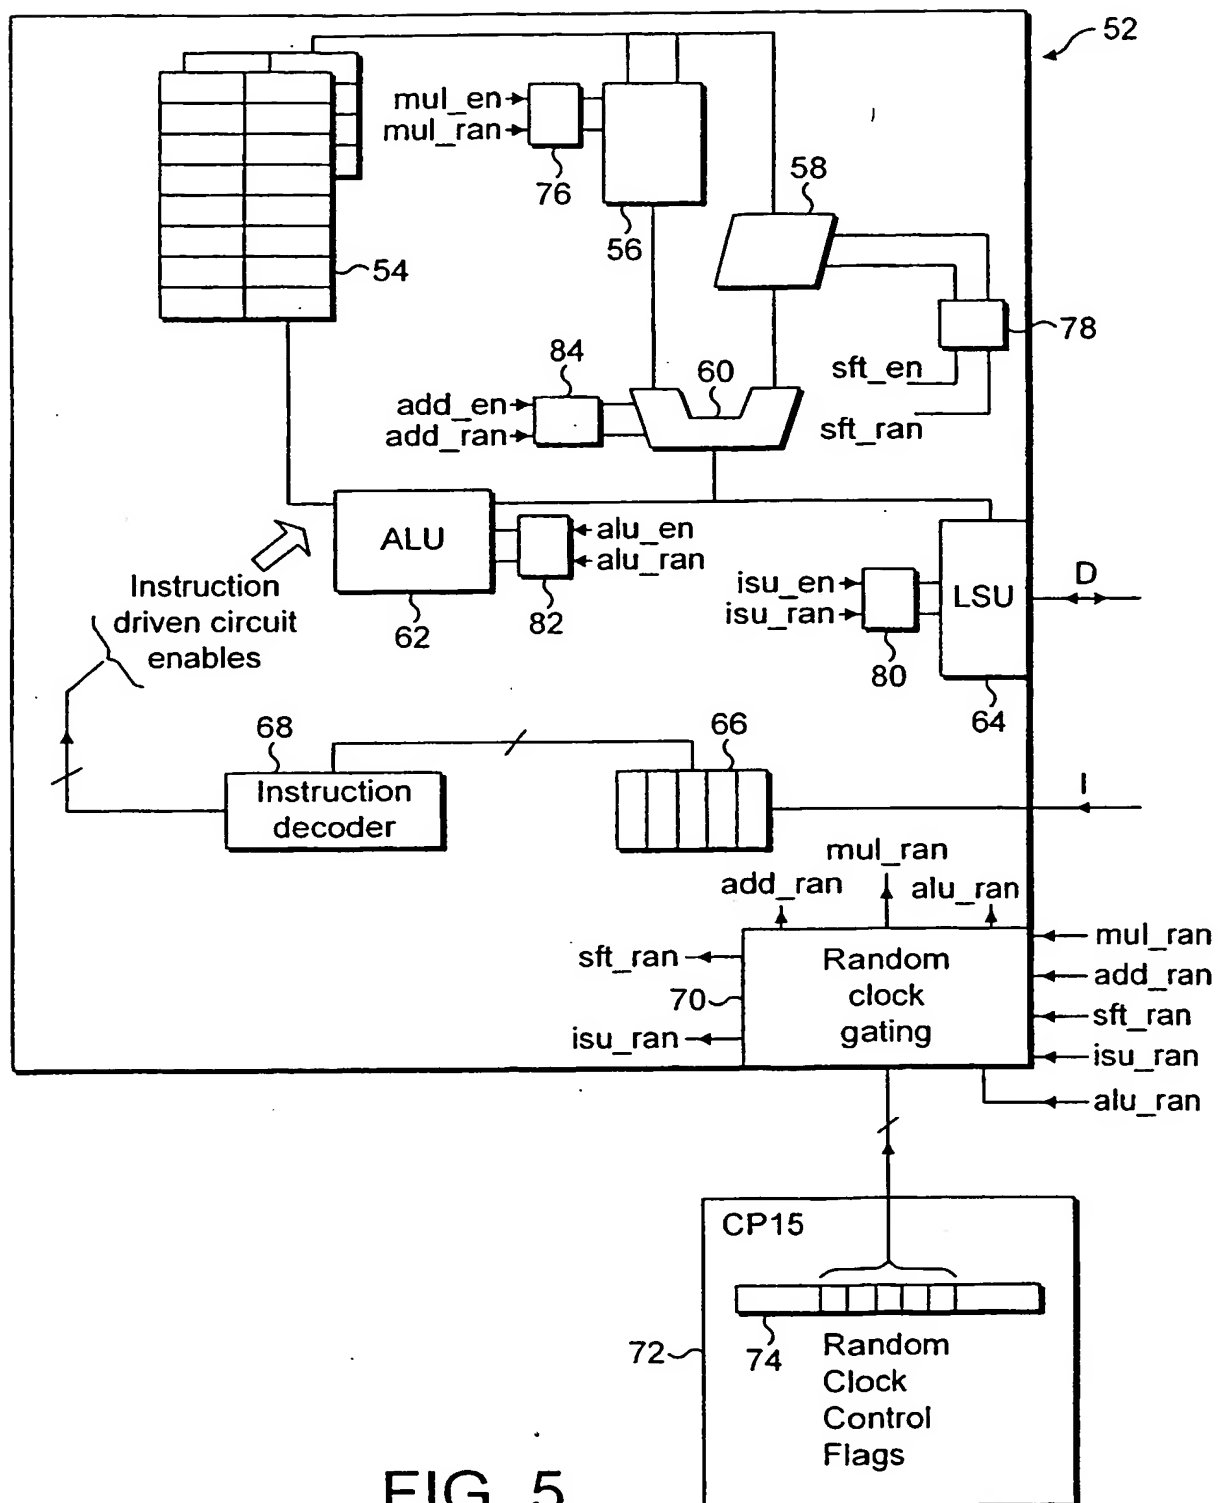 52
mul_en
mul_ran
76
56
58
54
78
sft_en
sft_ran
84
60
add_en
add_ran
ALU
alu_en
alu_ran
62
82
isu_en
isu_ran
LSU
D
80
64
Instruction
driven circuit
enables
68
66
Instruction
decoder
I
mul_ran
add_ran
alu_ran
sft_ran
70
isu_ran
Random
clock
gating
mul_ran
add_ran
sft_ran
isu_ran
alu_ran
CP15
72
74
Random
Clock
Control
Flags
FIG. 5